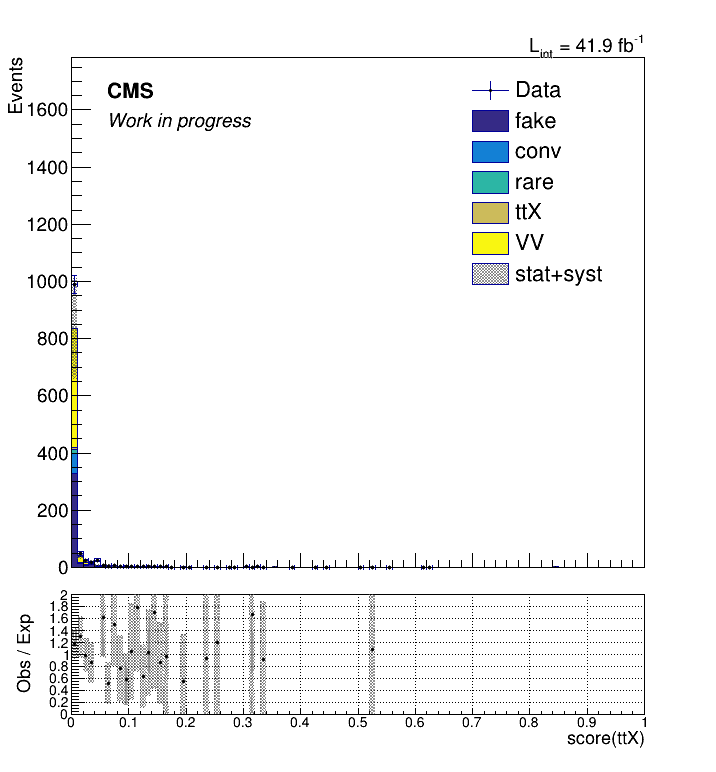 L_int = 41.9 fb^-1
Events
CMS
Work in progress
Data
fake
conv
rare
ttX
VV
stat+syst
1600
1400
1200
1000
800
600
400
200
0
Obs / Exp
2
1.8
1.6
1.4
1.2
1
0.8
0.6
0.4
0.2
0
0 0.1 0.2 0.3 0.4 0.5 0.6 0.7 0.8 0.9 1
score(ttX)